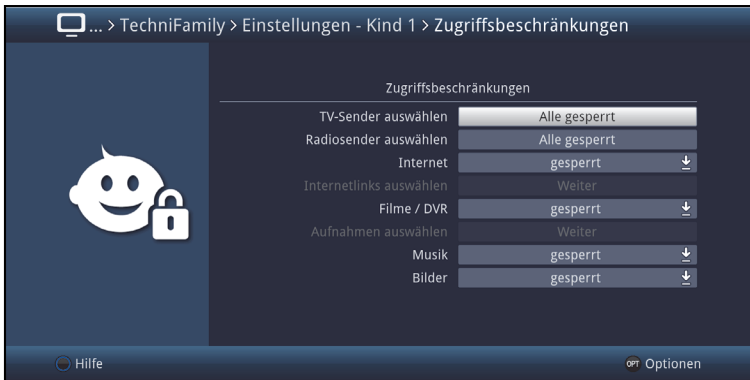 ... > TechniFamily > Einstellungen - Kind 1 > Zugriffsbeschränkungen
Zugriffsbeschränkungen
TV-Sender auswählen Alle gesperrt
Radiosender auswählen Alle gesperrt
Internet gesperrt
Internetlinks auswählen Weiter
Filme / DVR gesperrt
Aufnahmen auswählen Weiter
Musik gesperrt
Bilder gesperrt
Hilfe OPT Optionen